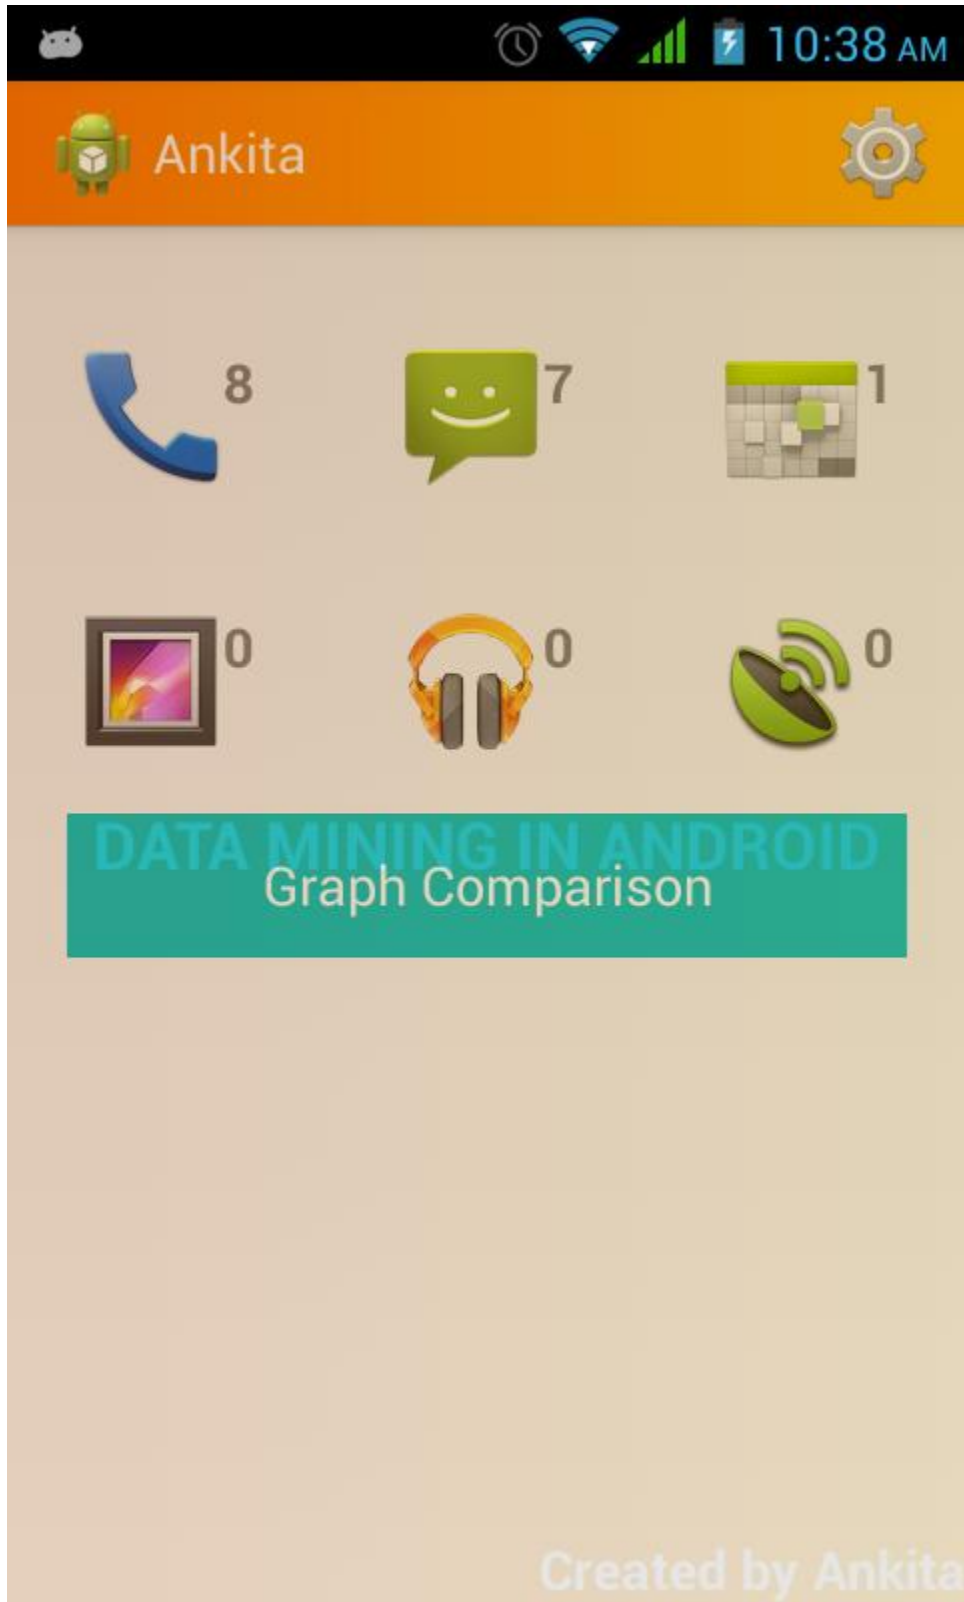 10:38 AM
Ankita
8
7
1
0
0
0
DATA MINING IN ANDROID
Graph Comparison
Created by Ankita